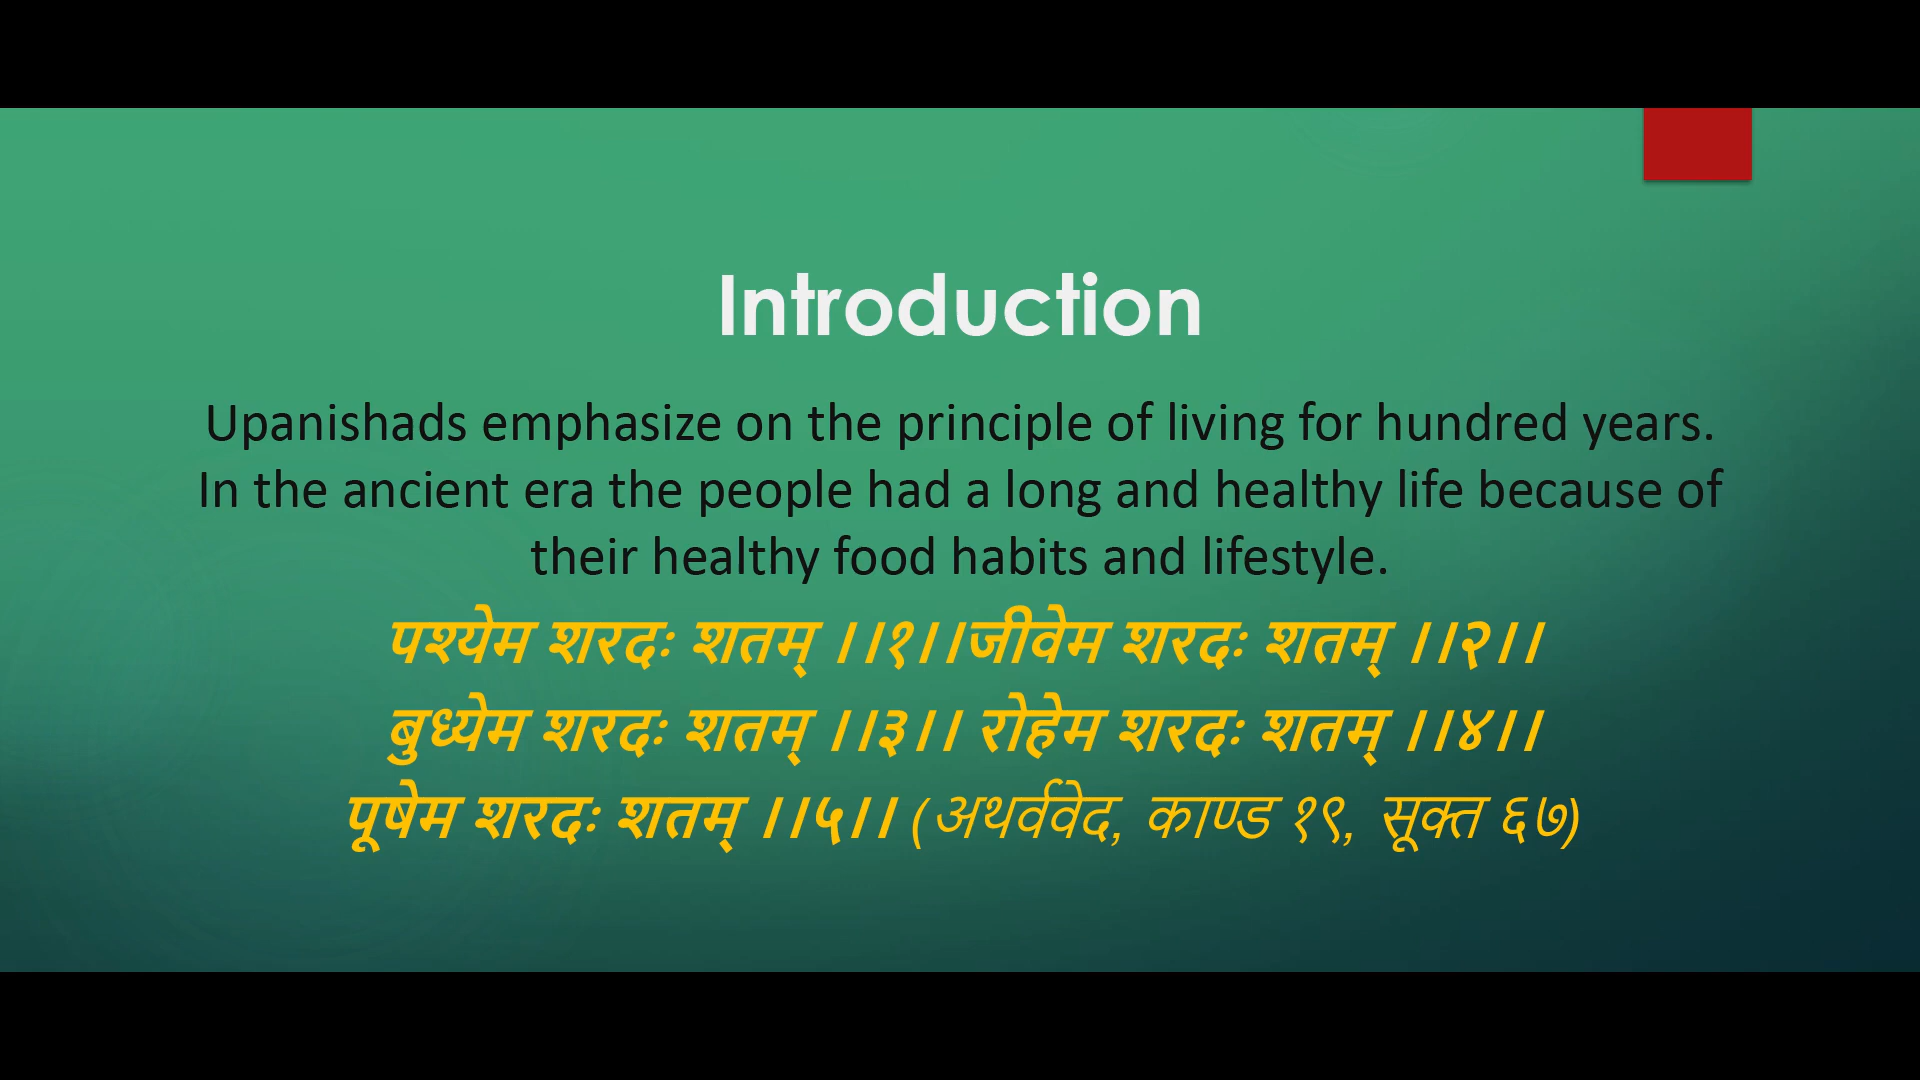 Introduction
Upanishads emphasize on the principle of living for hundred years.
In the ancient era the people had a long and healthy life because of
their healthy food habits and lifestyle.
पश्येम शरदः शतम् ।।१।।जीवेम शरदः शतम् ।।२।।
बुध्येम शरदः शतम् ।।३।। रोहेम शरदः शतम् ।।४।।
पूषेम शरदः शतम् ।।५।। (अथर्ववेद, काण्ड १९, सूक्त ६७)